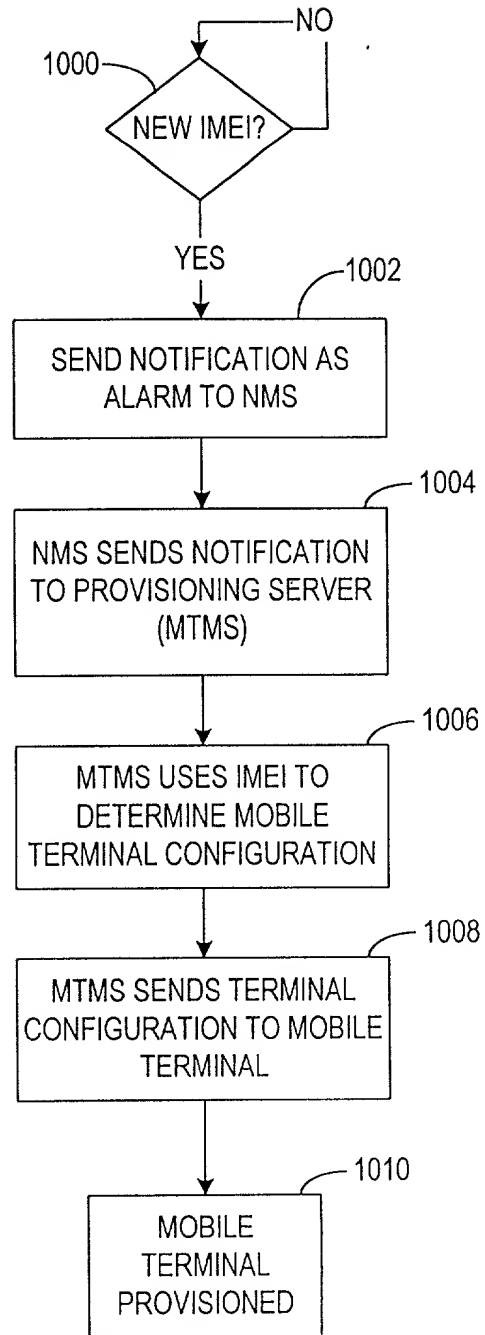 NO
1000
NEW IMEI?
YES
1002
SEND NOTIFICATION AS
ALARM TO NMS
1004
NMS SENDS NOTIFICATION
TO PROVISIONING SERVER
(MTMS)
1006
MTMS USES IMEI TO
DETERMINE MOBILE
TERMINAL CONFIGURATION
1008
MTMS SENDS TERMINAL
CONFIGURATION TO MOBILE
TERMINAL
1010
MOBILE
TERMINAL
PROVISIONED